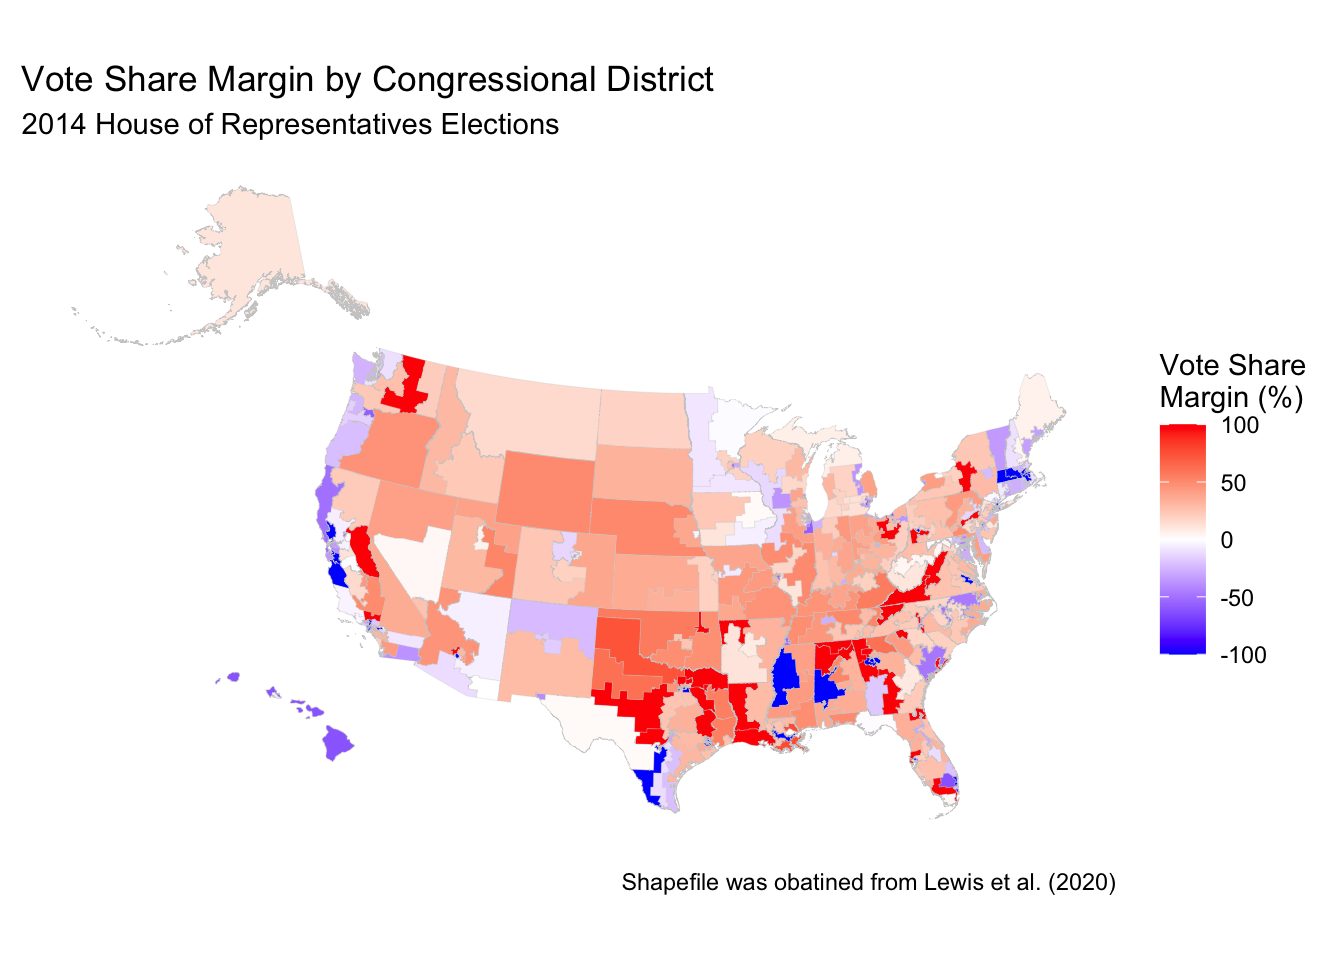 Vote Share Margin by Congressional District
2014 House of Representatives Elections
Vote Share
Margin (%)
100
50
0
-50
-100
Shapefile was obatined from Lewis et al. (2020)